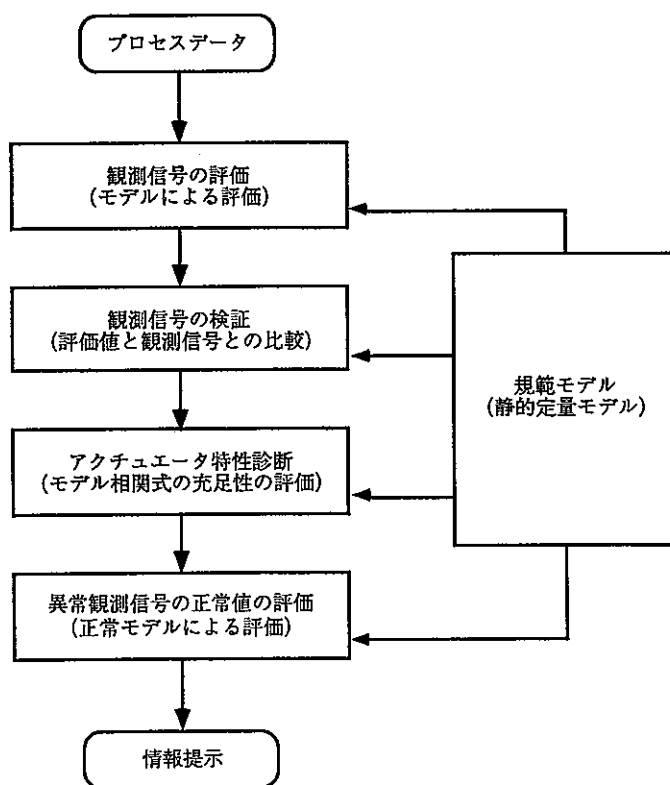 プロセスデータ
観測信号の評価
(モデルによる評価)
観測信号の検証
(評価値と観測信号との比較)
規範モデル
(静的定量モデル)
アクチュエータ特性診断
(モデル相関式の充足性の評価)
異常観測信号の正常値の評価
(正常モデルによる評価)
情報提示